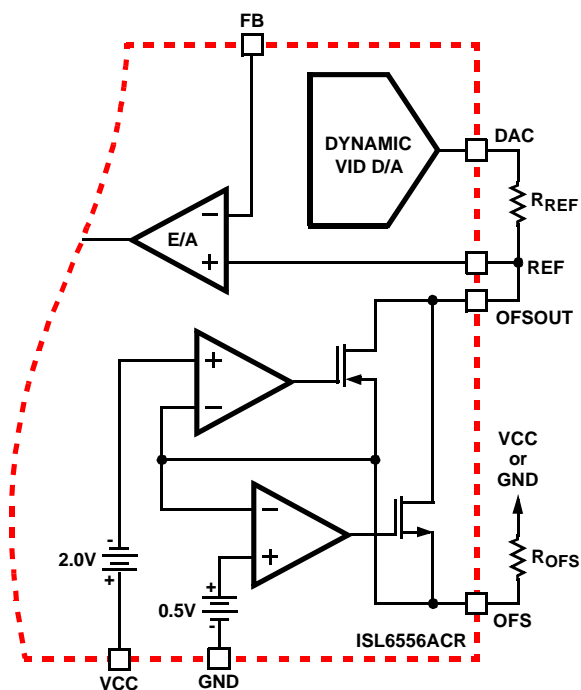 FB
DYNAMIC
VID D/A
DAC
RREF
E/A
−
+
REF
OFSOUT
+
−
VCC
or
GND
−
+
ROFS
-
2.0V
+
+
0.5V
-
OFS
ISL6556ACR
VCC
GND